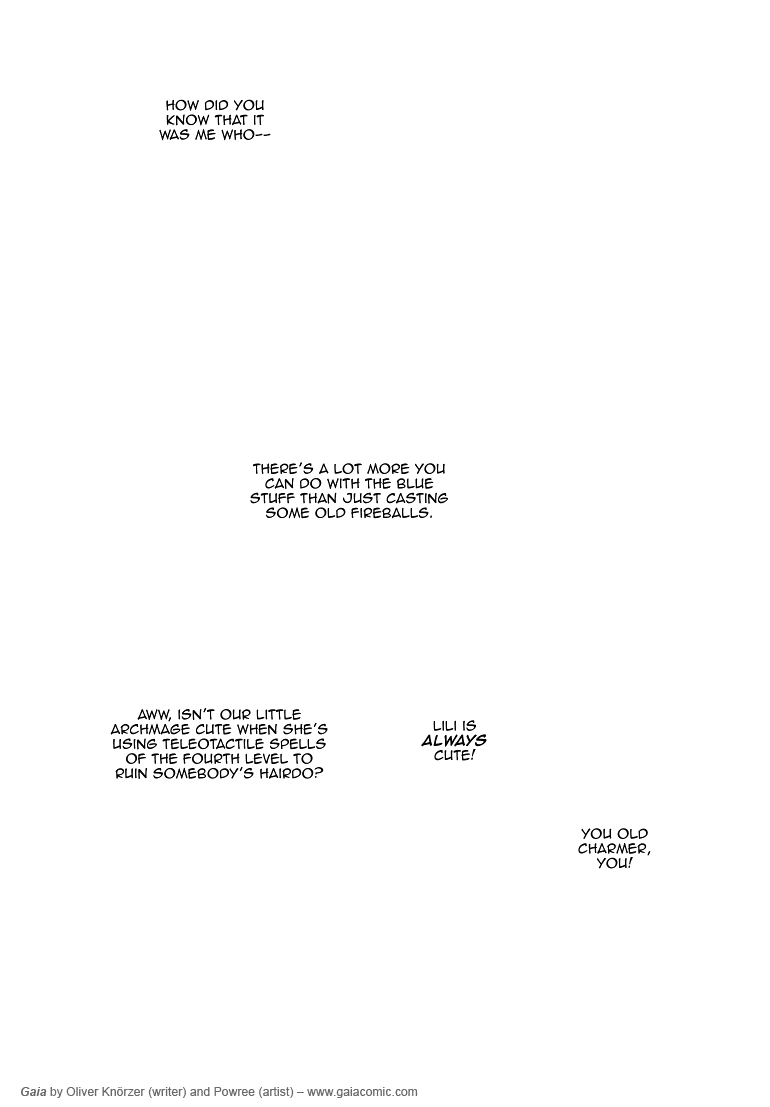 HOW DID YOU
KNOW THAT IT
WAS ME WHO--
THERE'S A LOT MORE YOU
CAN DO WITH THE BLUE
STUFF THAN JUST CASTING
SOME OLD FIREBALLS.
AWW, ISN'T OUR LITTLE
ARCHMAGE CUTE WHEN SHE'S
USING TELEOTACTILE SPELLS
OF THE FOURTH LEVEL TO
RUIN SOMEBODY'S HAIRDO?
LILI IS
ALWAYS
CUTE!
YOU OLD
CHARMER,
YOU!
Gaia by Oliver Knörzer (writer) and Powree (artist) – www.gaiacomic.com